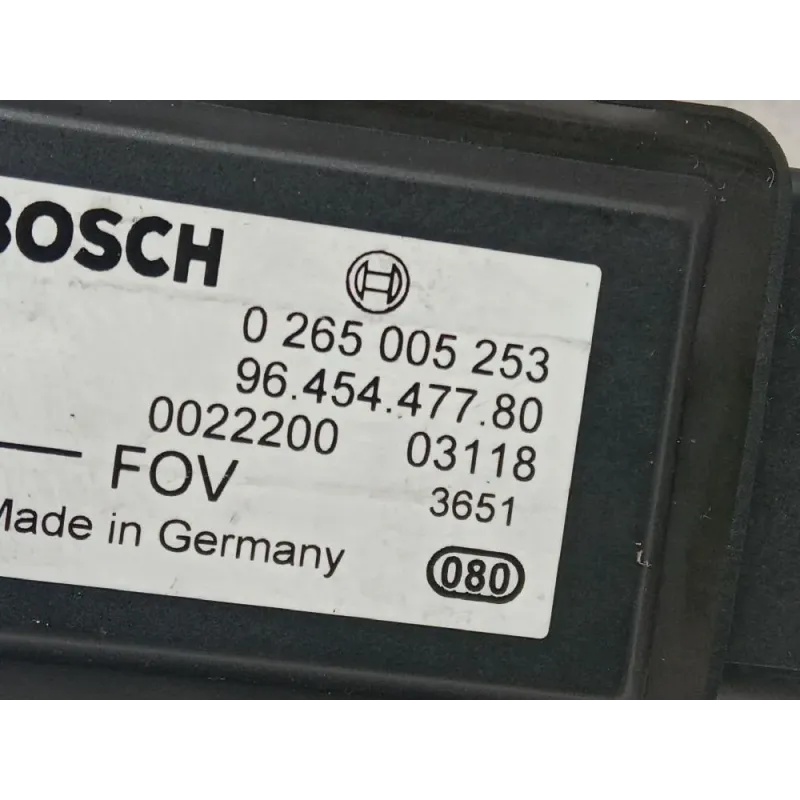 BOSCH
0 265 005 253
96.454.477.80
0022200 03118
FOV 3651
Made in Germany
080